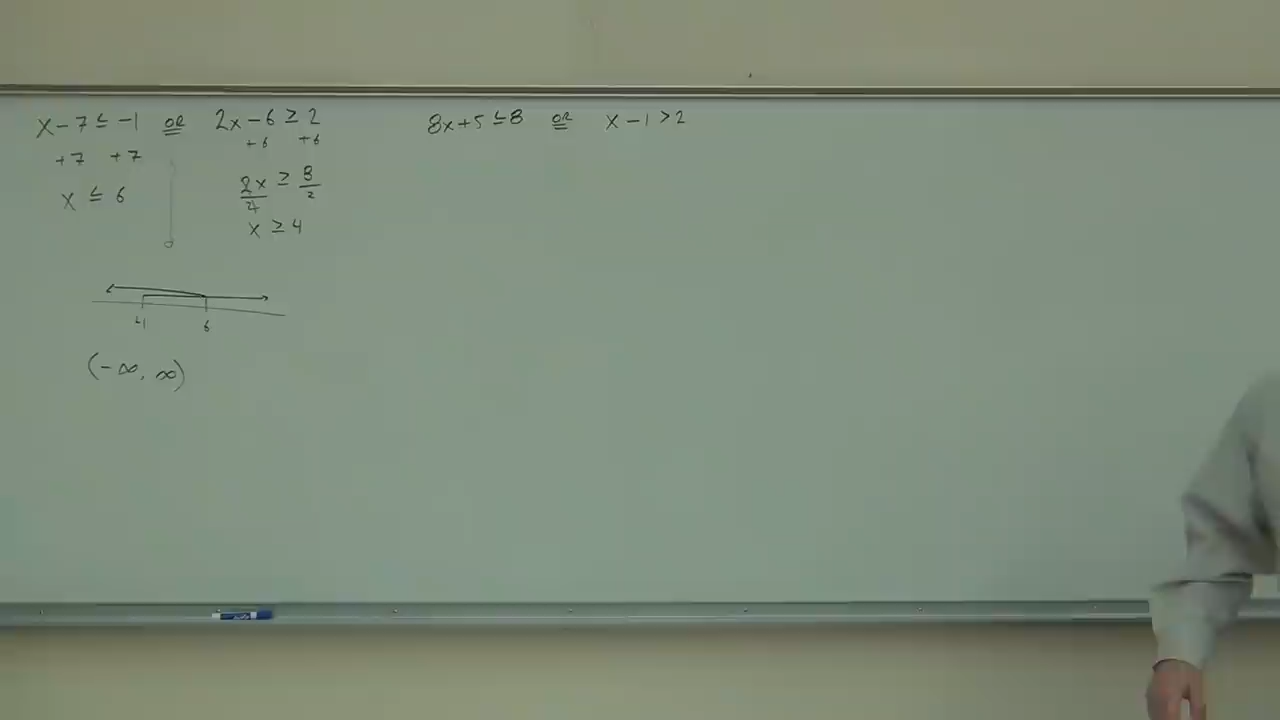 x - 7 ≤ -1 OR 2x - 6 ≥ 2
+7 +7 +6 +6
x ≤ 6 2x/2 ≥ 8/2
x ≥ 4
4 6
(-∞, ∞)
8x + 5 ≤ 8 OR x - 1 > 2